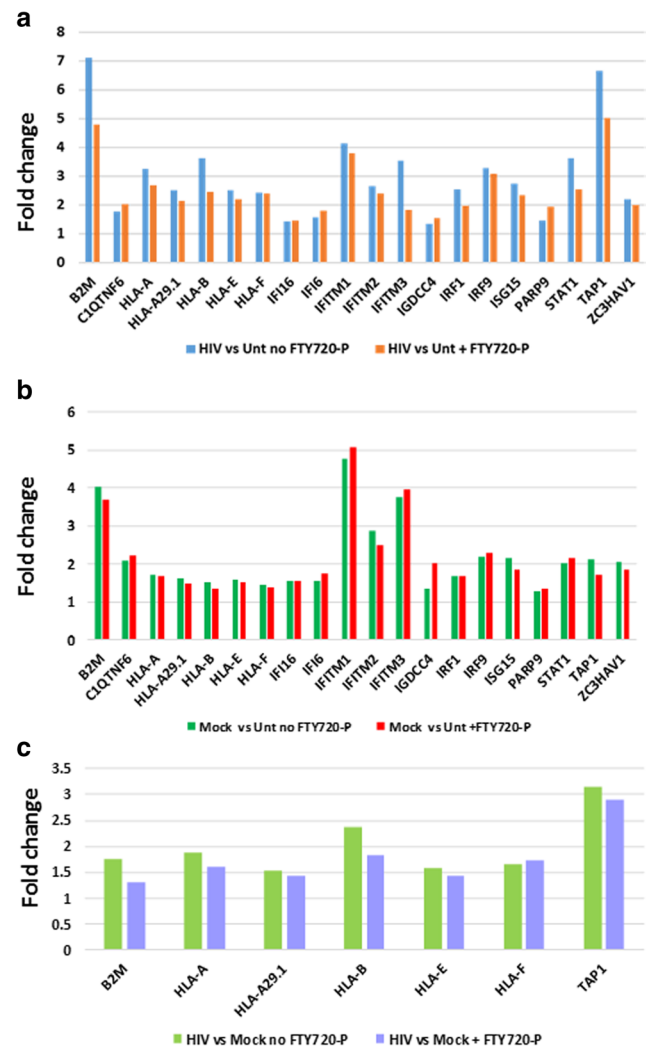 a
8
7
6
5
4
3
2
1
0
Fold change
B2M
C1QTNF6
HLA-A
HLA-A29.1
HLA-B
HLA-E
HLA-F
IFI16
IFI6
IFITM1
IFITM2
IFITM3
IGDCC4
IRF1
IRF9
ISG15
PARP9
STAT1
TAP1
ZC3HAV1
HIV vs Unt no FTY720-P
HIV vs Unt + FTY720-P
b
6
5
4
3
2
1
0
Fold change
B2M
C1QTNF6
HLA-A
HLA-A29.1
HLA-B
HLA-E
HLA-F
IFI16
IFI6
IFITM1
IFITM2
IFITM3
IGDCC4
IRF1
IRF9
ISG15
PARP9
STAT1
TAP1
ZC3HAV1
Mock vs Unt no FTY720-P
Mock vs Unt +FTY720-P
c
3.5
3
2.5
2
1.5
1
0.5
0
Fold change
B2M
HLA-A
HLA-A29.1
HLA-B
HLA-E
HLA-F
TAP1
HIV vs Mock no FTY720-P
HIV vs Mock + FTY720-P